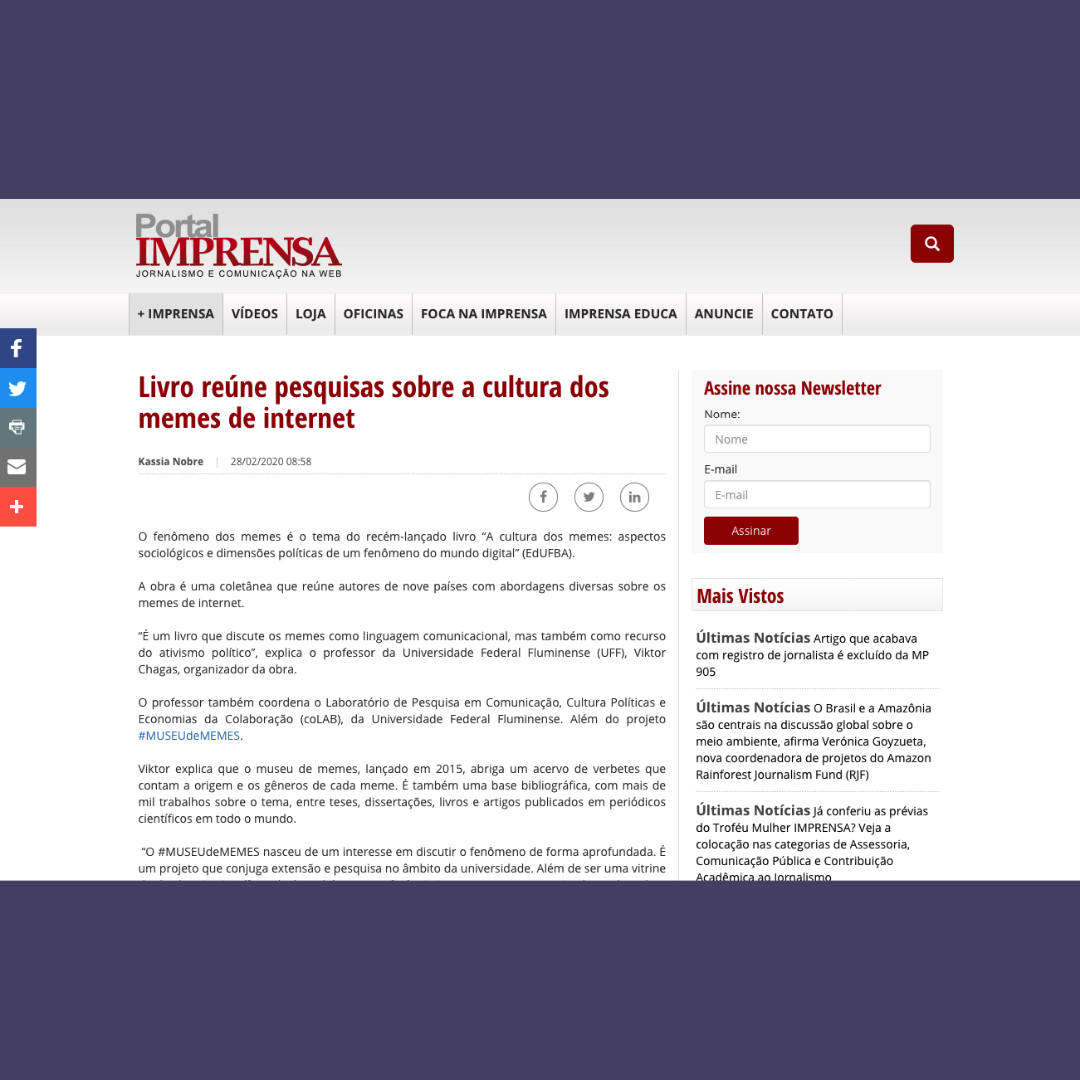 Portal
IMPRENSA
JORNALISMO E COMUNICAÇÃO NA WEB
+ IMPRENSA VÍDEOS LOJA OFICINAS FOCA NA IMPRENSA IMPRENSA EDUCA ANUNCIE CONTATO
Livro reúne pesquisas sobre a cultura dos
memes de internet
Kassia Nobre | 28/02/2020 08:58
O fenômeno dos memes é o tema do recém-lançado livro “A cultura dos memes: aspectos
sociológicos e dimensões políticas de um fenômeno do mundo digital” (EdUFBA).
A obra é uma coletânea que reúne autores de nove países com abordagens diversas sobre os
memes de internet.
“É um livro que discute os memes como linguagem comunicacional, mas também como recurso
do ativismo político”, explica o professor da Universidade Federal Fluminense (UFF), Viktor
Chagas, organizador da obra.
O professor também coordena o Laboratório de Pesquisa em Comunicação, Cultura Políticas e
Economias da Colaboração (coLAB), da Universidade Federal Fluminense. Além do projeto
#MUSEUdeMEMES.
Viktor explica que o museu de memes, lançado em 2015, abriga um acervo de verbetes que
contam a origem e os gêneros de cada meme. É também uma base bibliográfica, com mais de
mil trabalhos sobre o tema, entre teses, dissertações, livros e artigos publicados em periódicos
científicos em todo o mundo.
“O #MUSEUdeMEMES nasceu de um interesse em discutir o fenômeno de forma aprofundada. É
um projeto que conjuga extensão e pesquisa no âmbito da universidade. Além de ser uma vitrine
Assine nossa Newsletter
Nome:
Nome
E-mail
E-mail
Assinar
Mais Vistos
Últimas Notícias Artigo que acabava
com registro de jornalista é excluído da MP
905
Últimas Notícias O Brasil e a Amazônia
são centrais na discussão global sobre o
meio ambiente, afirma Verónica Goyzueta,
nova coordenadora de projetos do Amazon
Rainforest Journalism Fund (RJF)
Últimas Notícias Já conferiu as prévias
do Troféu Mulher IMPRENSA? Veja a
colocação nas categorias de Assessoria,
Comunicação Pública e Contribuição
Acadêmica ao Jornalismo